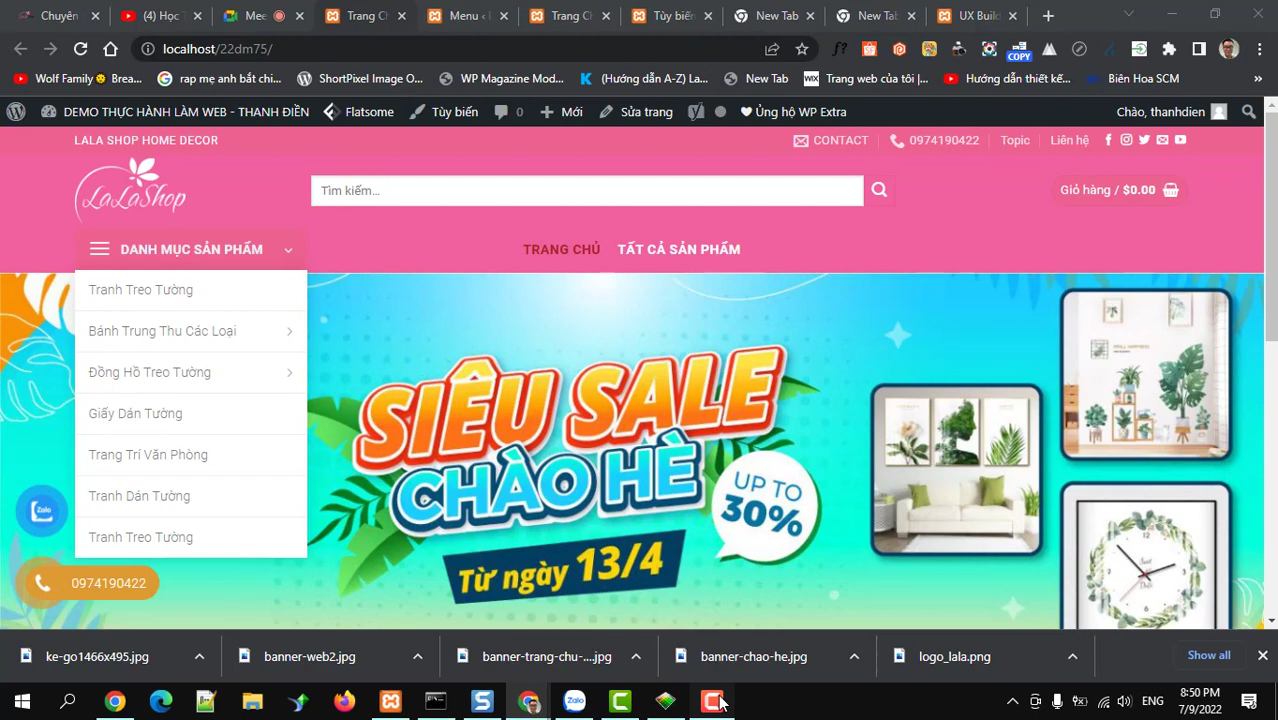 Chuyên
(4) Học T
Mee
Trang C
Menu ‹
Trang C
Tùy biến
New Tab
New Tab
UX Build
localhost/22dm75/
COPY
Wolf Family Brea...
rap mẹ anh bắt chi...
ShortPixel Image O...
WP Magazine Mod...
(Hướng dẫn A-Z) La...
New Tab
Trang web của tôi |...
Hướng dẫn thiết kế...
Biên Hoa SCM
DEMO THỰC HÀNH LÀM WEB - THANH ĐIỀN
Flatsome
Tùy biến
0
Mới
Sửa trang
Ủng hộ WP Extra
Chào, thanhdien
LALA SHOP HOME DECOR
CONTACT
0974190422
Topic
Liên hệ
LaLaShop
Tìm kiếm...
Giỏ hàng / $0.00
DANH MỤC SẢN PHẨM
TRANG CHỦ
TẤT CẢ SẢN PHẨM
Tranh Treo Tường
Bánh Trung Thu Các Loại
Đồng Hồ Treo Tường
Giấy Dán Tường
Trang Trí Văn Phòng
Tranh Dán Tường
Tranh Treo Tường
SIÊU SALE
CHÀO HÈ
UP TO
30%
Từ ngày 13/4
Zalo
0974190422
ke-go1466x495.jpg
banner-web2.jpg
banner-trang-chu-....jpg
banner-chao-he.jpg
logo_lala.png
Show all
Zalo
ENG
8:50 PM
7/9/2022